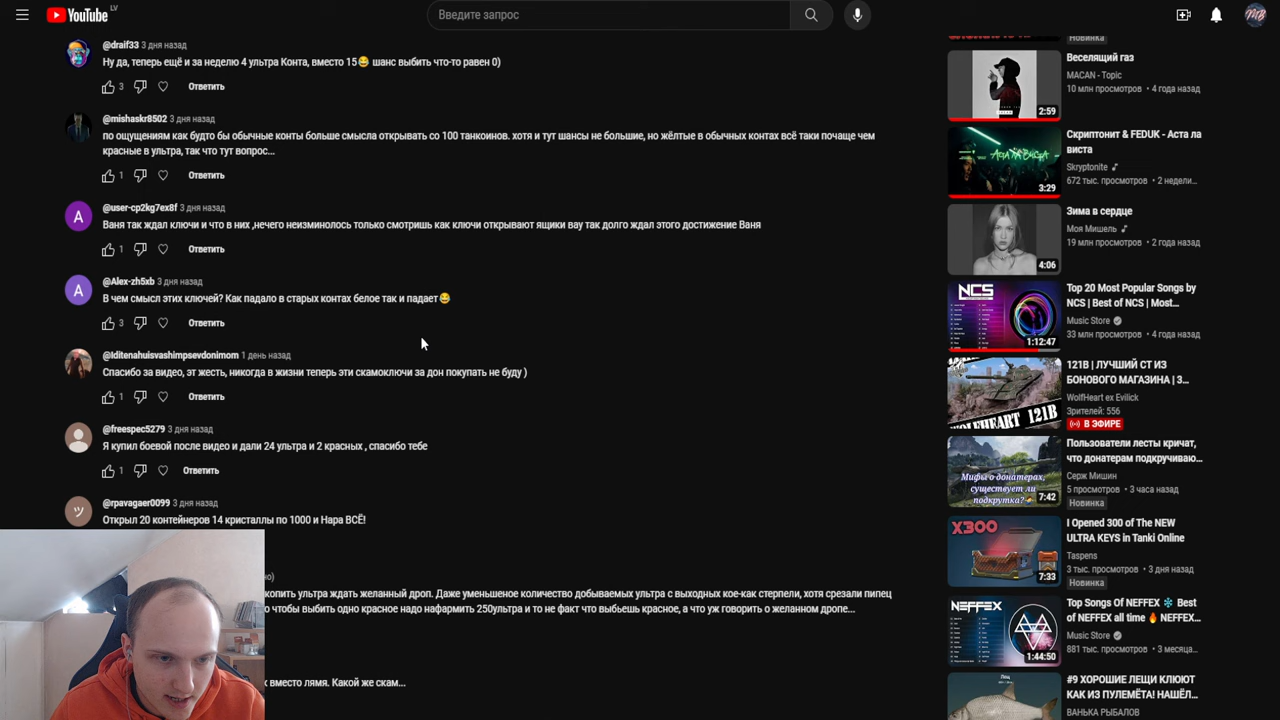 YouTube LV
Введите запрос
MB
@draif33 3 дня назад
Ну да, теперь ещё и за неделю 4 ультра Конта, вместо 15😂 шанс выбить что-то равен 0)
3 Ответить
@mishaskr8502 3 дня назад
по ощущениям как будто бы обычные конты больше смысла открывать со 100 танкоинов. хотя и тут шансы не большие, но жёлтые в обычных контах всё таки почаще чем
красные в ультра, так что тут вопрос...
1 Ответить
A
@user-cp2kg7ex8f 3 дня назад
Ваня так ждал ключи и что в них ,нечего неизминолось только смотришь как ключи открывают ящики вау так долго ждал этого достижение Ваня
1 Ответить
A
@Alex-zh5xb 3 дня назад
В чем смысл этих ключей? Как падало в старых контах белое так и падает😂
3 Ответить
@Iditenahuisvashimpsevdonimom 1 день назад
Спасибо за видео, эт жесть, никогда в жизни теперь эти скамоключи за дон покупать не буду )
1 Ответить
@freespec5279 3 дня назад
Я купил боевой после видео и дали 24 ультра и 2 красных , спасибо тебе
1 Ответить
ツ
@rpavagaer0099 3 дня назад
Открыл 20 контейнеров 14 кристаллы по 1000 и Нара ВСЁ!
копить ультра ждать желанный дроп. Даже уменьшеное количество добываемых ультра с выходных кое-как стерпели, хотя срезали пипец
о чтобы выбить одно красное надо нафармить 250ультра и то не факт что выбьешь красное, а что уж говорить о желанном дропе...
к вместо лямя. Какой же скам...
Новинка
Веселящий газ
MACAN - Topic
10 млн просмотров • 4 года назад
2:59
Скриптонит & FEDUK - Аста ла
виста
Skryptonite
672 тыс. просмотров • 2 недели...
АСТА ЛА ВИСТА
3:29
Зима в сердце
Моя Мишель
19 млн просмотров • 2 года назад
4:06
Top 20 Most Popular Songs by
NCS | Best of NCS | Most...
Music Store
33 млн просмотров • 4 года назад
NCS
1:12:47
121B | ЛУЧШИЙ СТ ИЗ
БОНОВОГО МАГАЗИНА | 3...
WolfHeart ex Evilick
Зрителей: 556
В ЭФИРЕ
WOLFHEART 121B
Пользователи лесты кричат,
что донатерам подкручиваю...
Серж Мишин
5 просмотров • 3 часа назад
Новинка
Мифы о донатерах,
существует ли
подкрутка?
7:42
I Opened 300 of The NEW
ULTRA KEYS in Tanki Online
Taspens
3 тыс. просмотров • 3 дня назад
Новинка
X300
7:33
Top Songs Of NEFFEX ❄️ Best
of NEFFEX all time 🔥 NEFFEX...
Music Store
881 тыс. просмотров • 3 месяца...
NEFFEX
1:44:50
#9 ХОРОШИЕ ЛЕЩИ КЛЮЮТ
КАК ИЗ ПУЛЕМЁТА! НАШЁЛ...
ВАНЬКА РЫБАЛОВ
Лещ